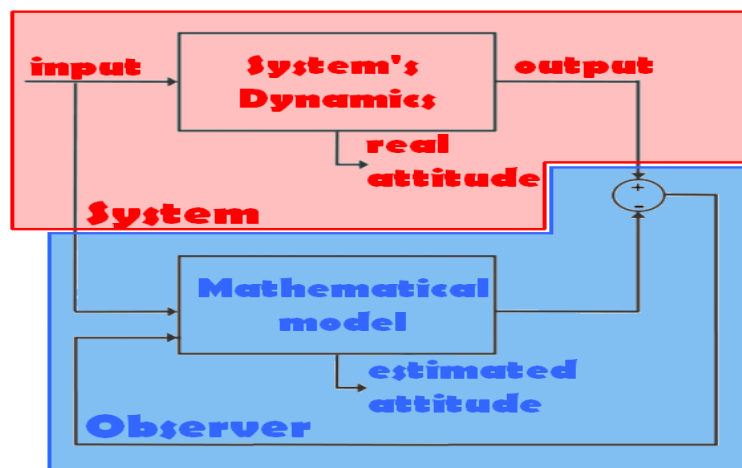 input
System's
Dynamics
output
real
attitude
System
+
-
Mathematical
model
estimated
attitude
Observer